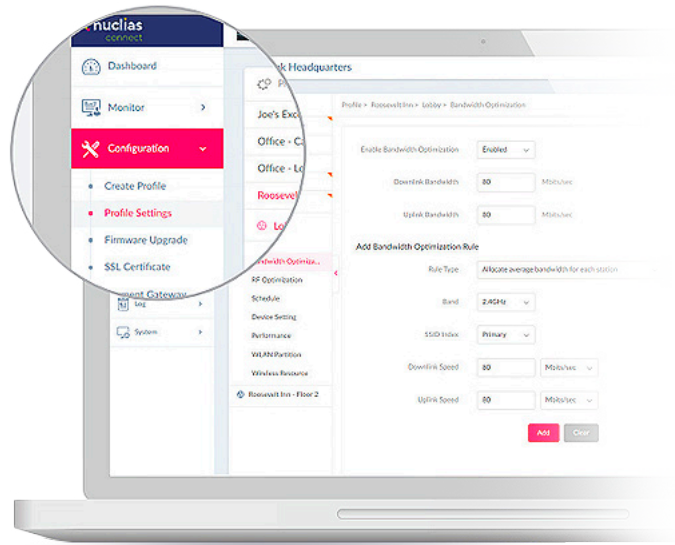 nuclias
connect
Dashboard
Monitor
Configuration
Create Profile
Profile Settings
Firmware Upgrade
SSL Certificate
Gateway
Log
System
Headquarters
Joe's
Office -
Office -
Lobby
Optimiza...
RF Optimization
Schedule
Device Setting
Performance
WLAN Partition
Wireless Resource
Roosevelt Inn - Floor 2
Profile > Roosevelt Inn > Lobby > Bandwidth Optimization
Enable Bandwidth Optimization Enabled
Downlink Bandwidth 80 Mbits/sec
Uplink Bandwidth 80 Mbits/sec
Add Bandwidth Optimization Rule
Rule Type Allocate average bandwidth for each station
Band 2.4GHz
SSID Index Primary
Downlink Speed 80 Mbits/sec
Uplink Speed 80 Mbits/sec
Add Clear